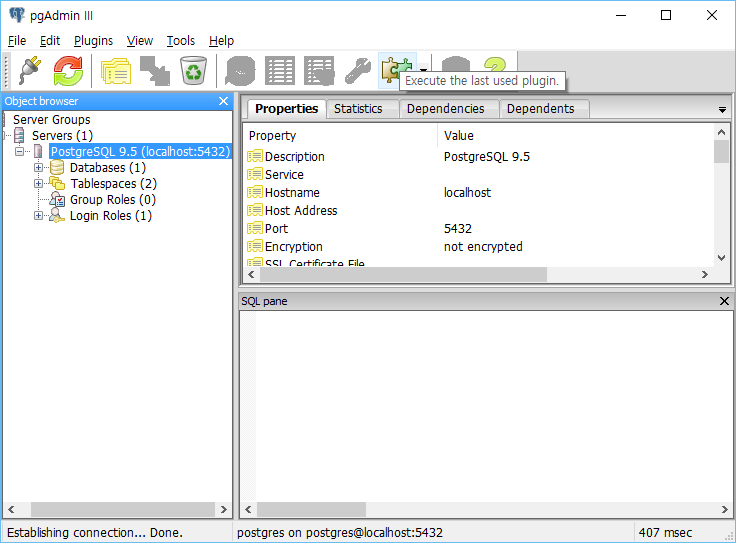 pgAdmin III
File Edit Plugins View Tools Help
Execute the last used plugin.
Object browser
Server Groups
Servers (1)
PostgreSQL 9.5 (localhost:5432)
Databases (1)
Tablespaces (2)
Group Roles (0)
Login Roles (1)
Properties Statistics Dependencies Dependents
Property Value
Description PostgreSQL 9.5
Service
Hostname localhost
Host Address
Port 5432
Encryption not encrypted
SSL Certificate File
SQL pane
Establishing connection... Done. postgres on postgres@localhost:5432 407 msec